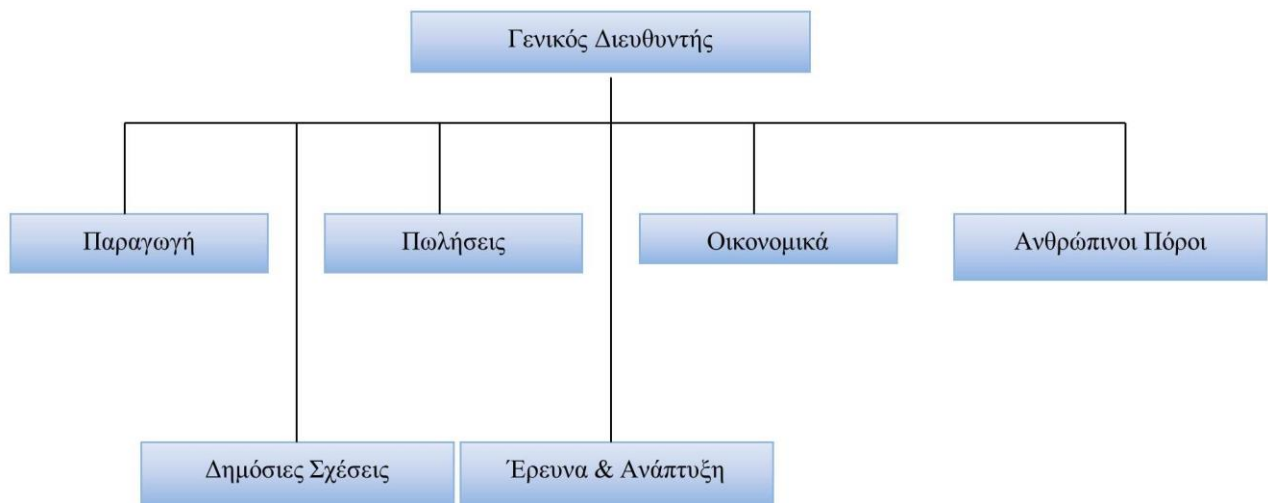 Γενικός Διευθυντής
Παραγωγή
Πωλήσεις
Οικονομικά
Ανθρώπινοι Πόροι
Δημόσιες Σχέσεις
Έρευνα & Ανάπτυξη